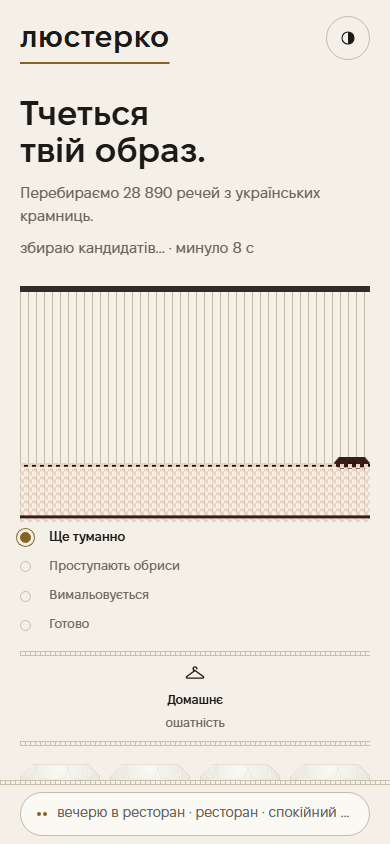 люстерко
Тчеться
твій образ.
Перебираємо 28 890 речей з українських
крамниць.
збираю кандидатів… · минуло 8 с
Ще туманно
Проступають обриси
Вимальовується
Готово
Домашнє
ошатність
вечерю в ресторан · ресторан · спокійний …